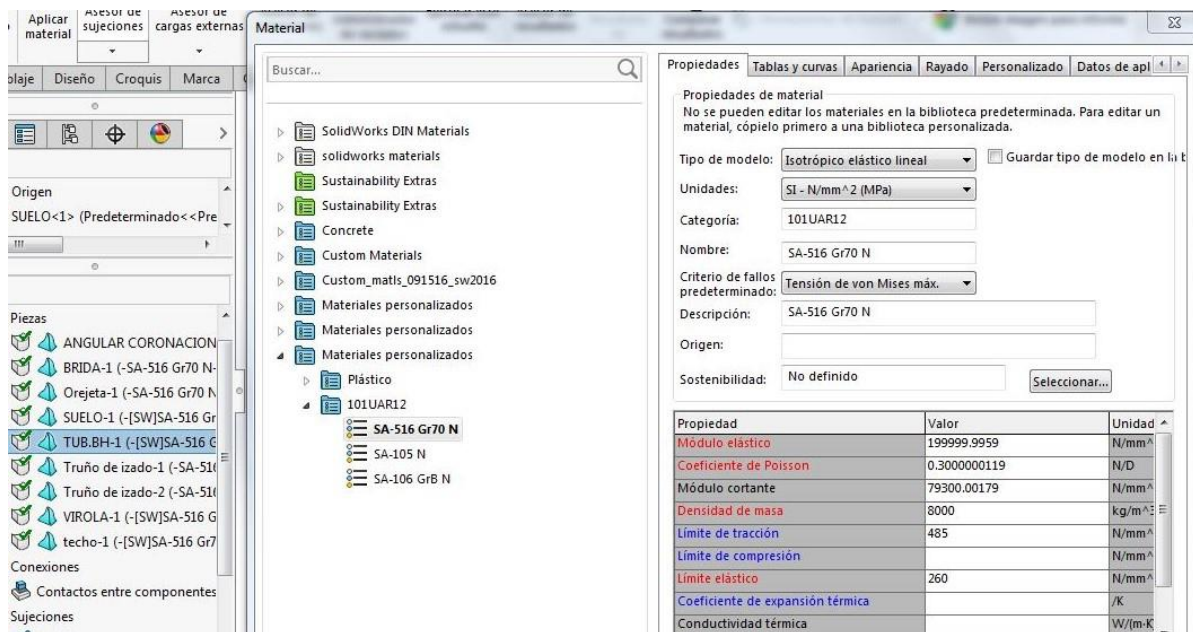 Aplicar material
Asesor de sujeciones
Asesor de cargas externas
Diseño
Croquis
Marca
Origen
SUELO<1> (Predeterminado<<Pre
Piezas
ANGULAR CORONACION
BRIDA-1 (-SA-516 Gr70 N-
Orejeta-1 (-SA-516 Gr70 N
SUELO-1 (-[SW]SA-516 Gr
TUB.BH-1 (-[SW]SA-516 G
Truño de izado-1 (-SA-516
Truño de izado-2 (-SA-516
VIROLA-1 (-[SW]SA-516 G
techo-1 (-[SW]SA-516 Gr7
Conexiones
Contactos entre componentes
Sujeciones
Material
Buscar...
SolidWorks DIN Materials
solidworks materials
Sustainability Extras
Sustainability Extras
Concrete
Custom Materials
Custom_matls_091516_sw2016
Materiales personalizados
Materiales personalizados
Materiales personalizados
Plástico
101UAR12
SA-516 Gr70 N
SA-105 N
SA-106 GrB N
Propiedades
Tablas y curvas
Apariencia
Rayado
Personalizado
Datos de apl
Propiedades de material
No se pueden editar los materiales en la biblioteca predeterminada. Para editar un
material, cópielo primero a una biblioteca personalizada.
Tipo de modelo: Isotrópico elástico lineal
Guardar tipo de modelo en la b
Unidades: SI - N/mm^2 (MPa)
Categoría: 101UAR12
Nombre: SA-516 Gr70 N
Criterio de fallos predeterminado: Tensión de von Mises máx.
Descripción: SA-516 Gr70 N
Origen:
Sostenibilidad: No definido Seleccionar...
Propiedad Valor Unidad
Módulo elástico 199999.9959 N/mm^
Coeficiente de Poisson 0.3000000119 N/D
Módulo cortante 79300.00179 N/mm^
Densidad de masa 8000 kg/m^3
Límite de tracción 485 N/mm^
Límite de compresión N/mm^
Límite elástico 260 N/mm^
Coeficiente de expansión térmica /K
Conductividad térmica W/(m·K